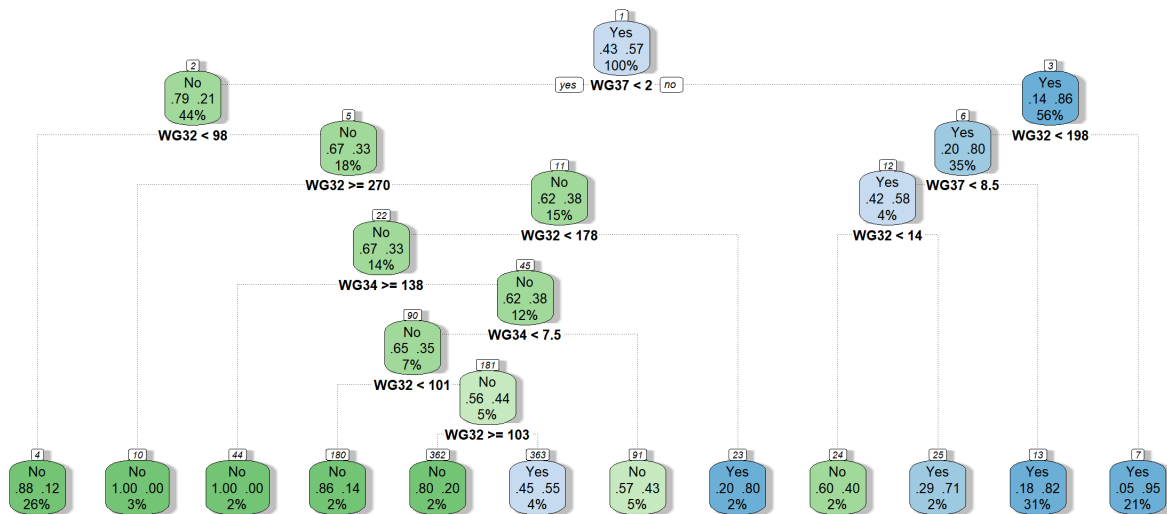 1
Yes
.43 .57
100%
yes WG37 < 2 no
2
No
.79 .21
44%
WG32 < 98
3
Yes
.14 .86
56%
WG32 < 198
5
No
.67 .33
18%
WG32 >= 270
6
Yes
.20 .80
35%
WG37 < 8.5
11
No
.62 .38
15%
WG32 < 178
12
Yes
.42 .58
4%
WG32 < 14
22
No
.67 .33
14%
WG34 >= 138
45
No
.62 .38
12%
WG34 < 7.5
90
No
.65 .35
7%
WG32 < 101
181
No
.56 .44
5%
WG32 >= 103
4
No
.88 .12
26%
10
No
1.00 .00
3%
44
No
1.00 .00
2%
180
No
.86 .14
2%
362
No
.80 .20
2%
363
Yes
.45 .55
4%
91
No
.57 .43
5%
23
Yes
.20 .80
2%
24
No
.60 .40
2%
25
Yes
.29 .71
2%
13
Yes
.18 .82
31%
7
Yes
.05 .95
21%